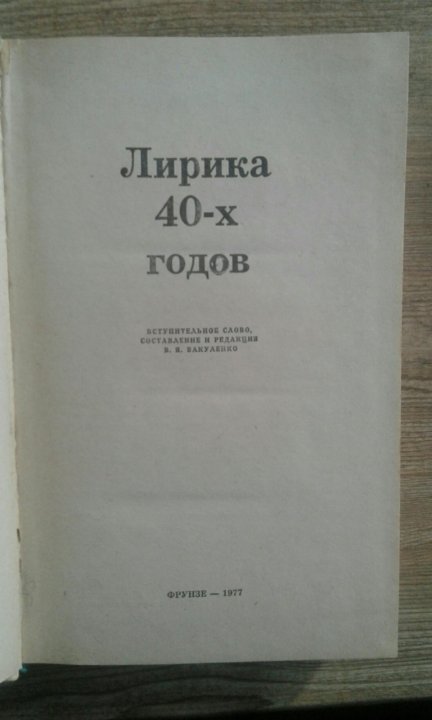 Лирика
40-х
годов
ВСТУПИТЕЛЬНОЕ СЛОВО,
СОСТАВЛЕНИЕ И РЕДАКЦИЯ
В. Я. ВАКУЛЕНКО
ФРУНЗЕ — 1977